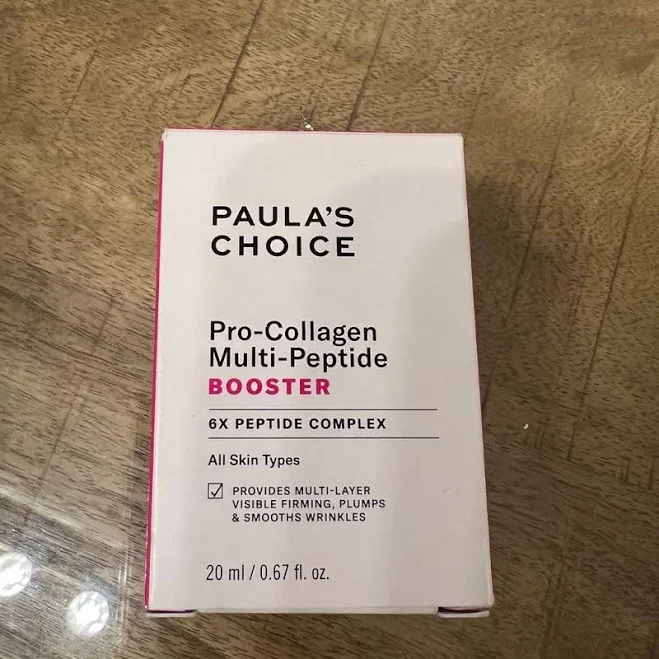 PAULA'S
CHOICE
Pro-Collagen
Multi-Peptide
BOOSTER
6X PEPTIDE COMPLEX
All Skin Types
☑ PROVIDES MULTI-LAYER
VISIBLE FIRMING, PLUMPS
& SMOOTHS WRINKLES
20 ml / 0.67 fl. oz.